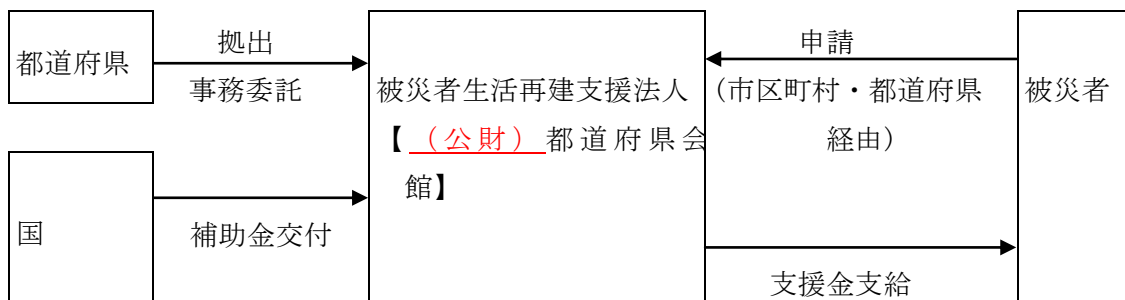 都道府県
拠出
事務委託
国
補助金交付
被災者生活再建支援法人
【(公財)都道府県会
館】
申請
(市区町村・都道府県
経由)
支援金支給
被災者